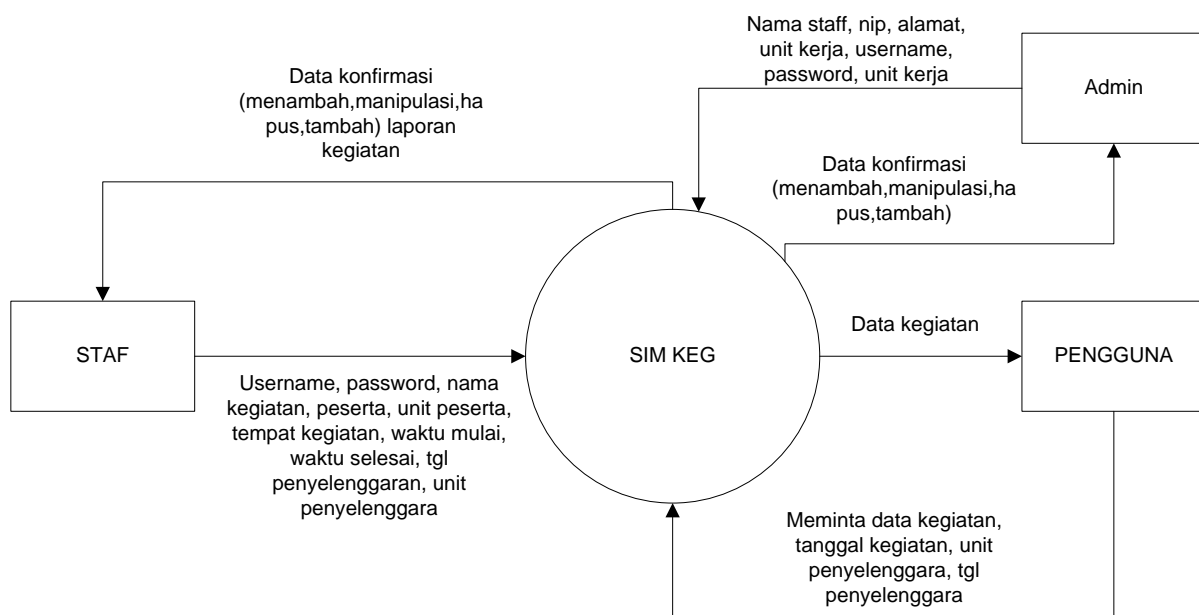 Nama staff, nip, alamat,
unit kerja, username,
password, unit kerja
Admin
Data konfirmasi
(menambah,manipulasi,ha
pus,tambah) laporan
kegiatan
Data konfirmasi
(menambah,manipulasi,ha
pus,tambah)
STAF
SIM KEG
Data kegiatan
PENGGUNA
Username, password, nama
kegiatan, peserta, unit peserta,
tempat kegiatan, waktu mulai,
waktu selesai, tgl
penyelenggaran, unit
penyelenggara
Meminta data kegiatan,
tanggal kegiatan, unit
penyelenggara, tgl
penyelenggara